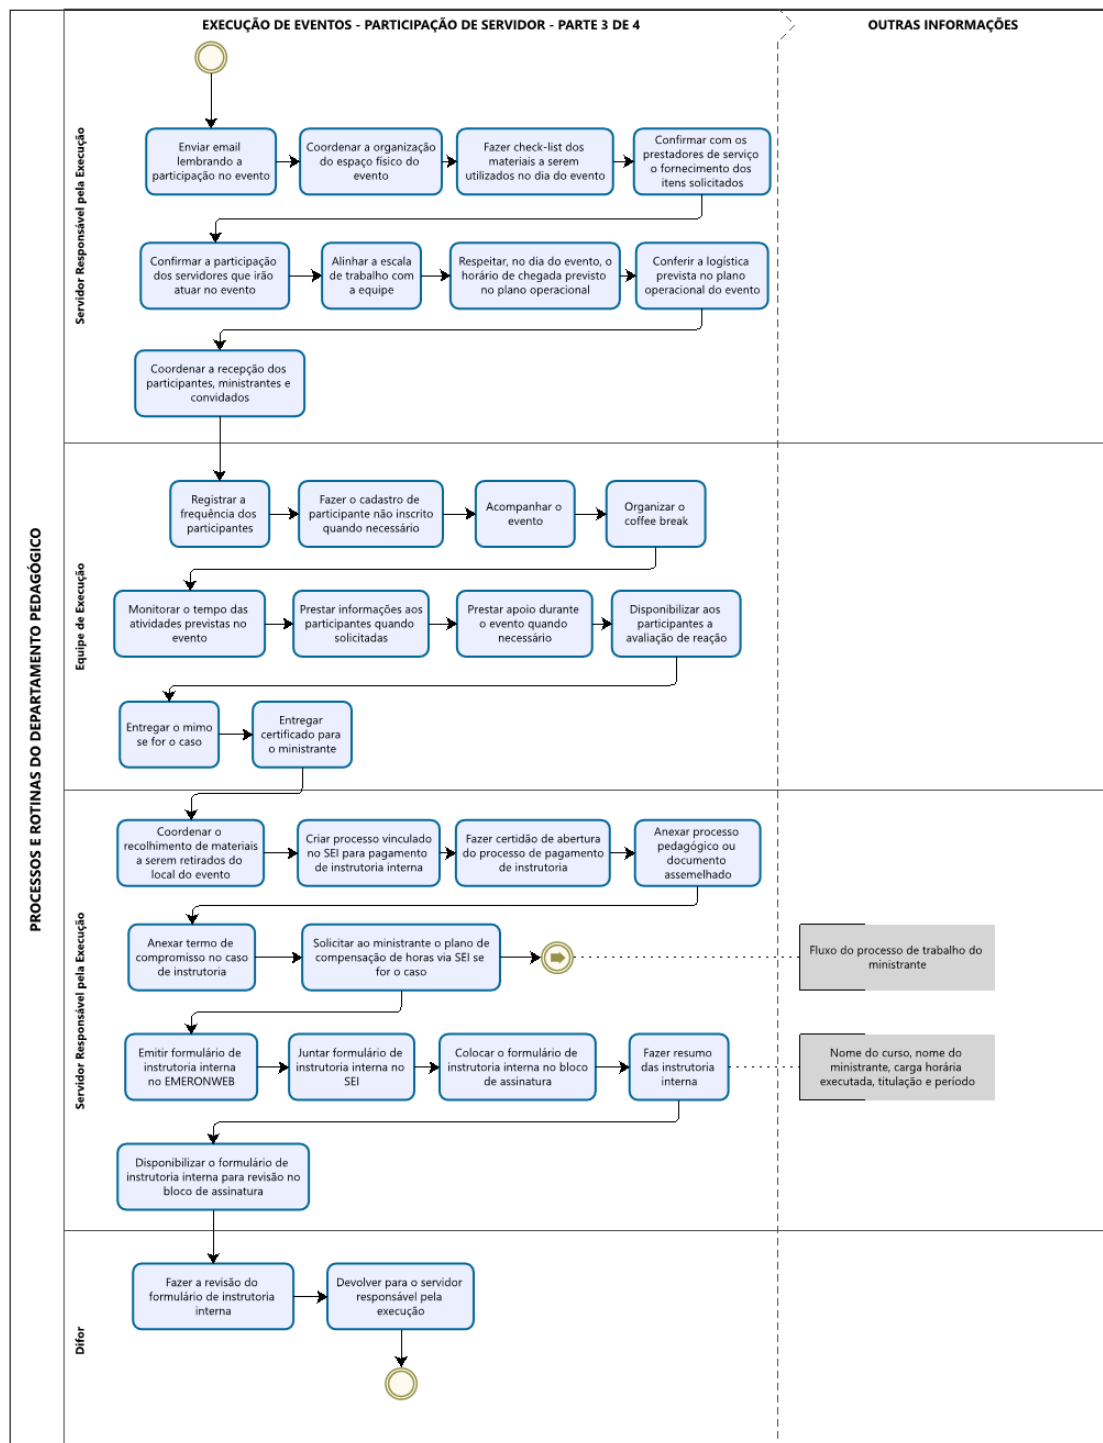 EXECUÇÃO DE EVENTOS - PARTICIPAÇÃO DE SERVIDOR - PARTE 3 DE 4
OUTRAS INFORMAÇÕES
PROCESSOS E ROTINAS DO DEPARTAMENTO PEDAGÓGICO
Servidor Responsável pela Execução
Enviar email
lembrando a
participação no evento
Coordenar a organização
do espaço físico do
evento
Fazer check-list dos
materiais a serem
utilizados no dia do evento
Confirmar com os
prestadores de serviço
o fornecimento dos
itens solicitados
Confirmar a participação
dos servidores que irão
atuar no evento
Alinhar a escala
de trabalho com
a equipe
Respeitar, no dia do evento, o
horário de chegada previsto
no plano operacional
Conferir a logística
prevista no plano
operacional do evento
Coordenar a recepção dos
participantes, ministrantes e
convidados
Equipe de Execução
Registrar a
frequência dos
participantes
Fazer o cadastro de
participante não inscrito
quando necessário
Acompanhar o
evento
Organizar o
coffee break
Monitorar o tempo das
atividades previstas no
evento
Prestar informações aos
participantes quando
solicitadas
Prestar apoio durante
o evento quando
necessário
Disponibilizar aos
participantes a
avaliação de reação
Entregar o mimo
se for o caso
Entregar
certificado para
o ministrante
Servidor Responsável pela Execução
Coordenar o
recolhimento de materiais
a serem retirados do
local do evento
Criar processo vinculado
no SEI para pagamento
de instrutoria interna
Fazer certidão de abertura
do processo de pagamento
de instrutoria
Anexar processo
pedagógico ou
documento
assemelhado
Anexar termo de
compromisso no caso
de instrutoria
Solicitar ao ministrante o plano de
compensação de horas via SEI se
for o caso
Fluxo do processo de trabalho do
ministrante
Emitir formulário de
instrutoria interna
no EMERONWEB
Juntar formulário de
instrutoria interna no
SEI
Colocar o formulário de
instrutoria interna no bloco
de assinatura
Fazer resumo
das instrutoria
interna
Nome do curso, nome do
ministrante, carga horária
executada, titulação e período
Disponibilizar o formulário de
instrutoria interna para revisão no
bloco de assinatura
Difor
Fazer a revisão do
formulário de instrutoria
interna
Devolver para o servidor
responsável pela
execução